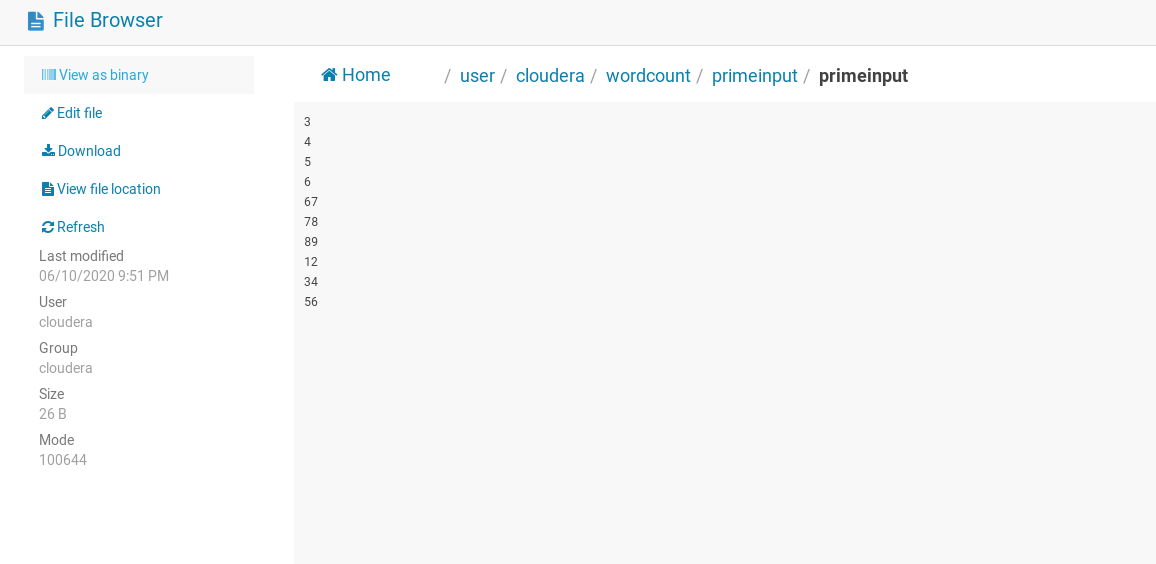 File Browser
View as binary
Edit file
Download
View file location
Refresh
Last modified
06/10/2020 9:51 PM
User
cloudera
Group
cloudera
Size
26 B
Mode
100644
Home / user / cloudera / wordcount / primeinput / primeinput
3
4
5
6
67
78
89
12
34
56